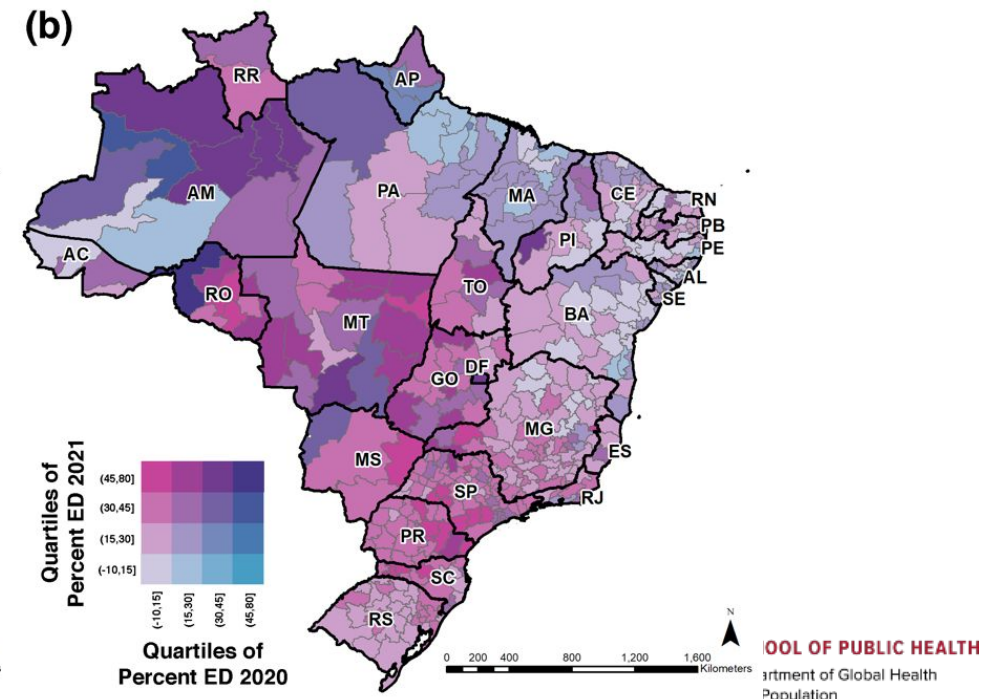 (b)
RR
AP
AM
PA
MA
CE
RN
PB
PE
PI
AL
SE
AC
RO
TO
BA
MT
DF
GO
MG
ES
MS
SP
RJ
PR
SC
RS
Quartiles of
Percent ED 2021
(45,80]
(30,45]
(15,30]
(-10,15]
(-10,15]
(15,30]
(30,45]
(45,80]
Quartiles of
Percent ED 2020
N
0 200 400 800 1,200 1,600
Kilometers
OOL OF PUBLIC HEALTH
artment of Global Health
Population